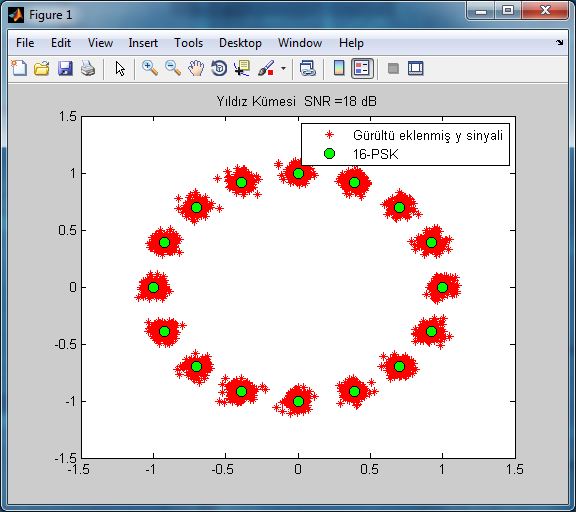 Figure 1
File Edit View Insert Tools Desktop Window Help
Yıldız Kümesi SNR =18 dB
Gürültü eklenmiş y sinyali
16-PSK
1.5
1
0.5
0
-0.5
-1
-1.5
-1.5 -1 -0.5 0 0.5 1 1.5